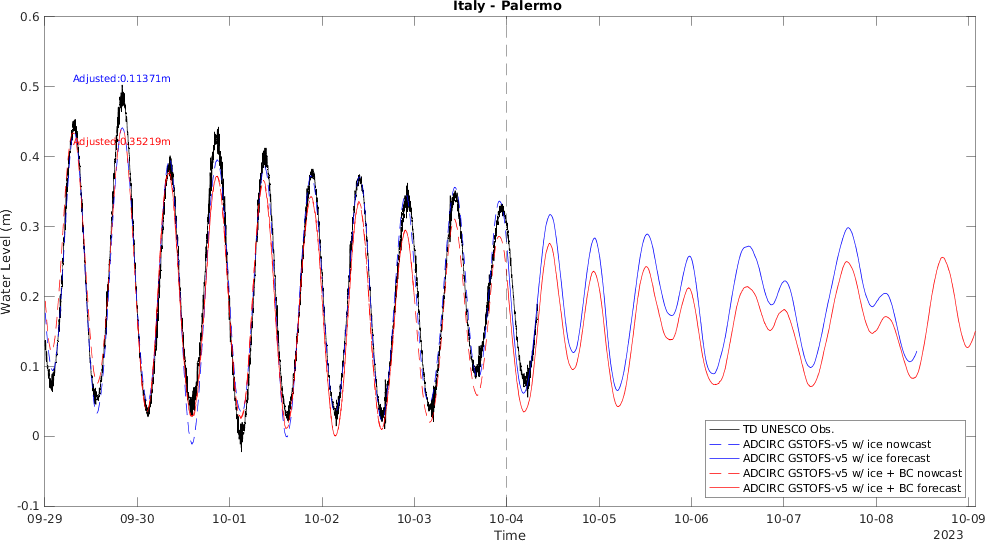 Italy - Palermo
0.6
0.5
0.4
0.3
0.2
0.1
0
-0.1
Water Level (m)
Adjusted:0.11371m
Adjusted:0.35219m
TD UNESCO Obs.
ADCIRC GSTOFS-v5 w/ ice nowcast
ADCIRC GSTOFS-v5 w/ ice forecast
ADCIRC GSTOFS-v5 w/ ice + BC nowcast
ADCIRC GSTOFS-v5 w/ ice + BC forecast
09-29 09-30 10-01 10-02 10-03 10-04 10-05 10-06 10-07 10-08 10-09
Time
2023